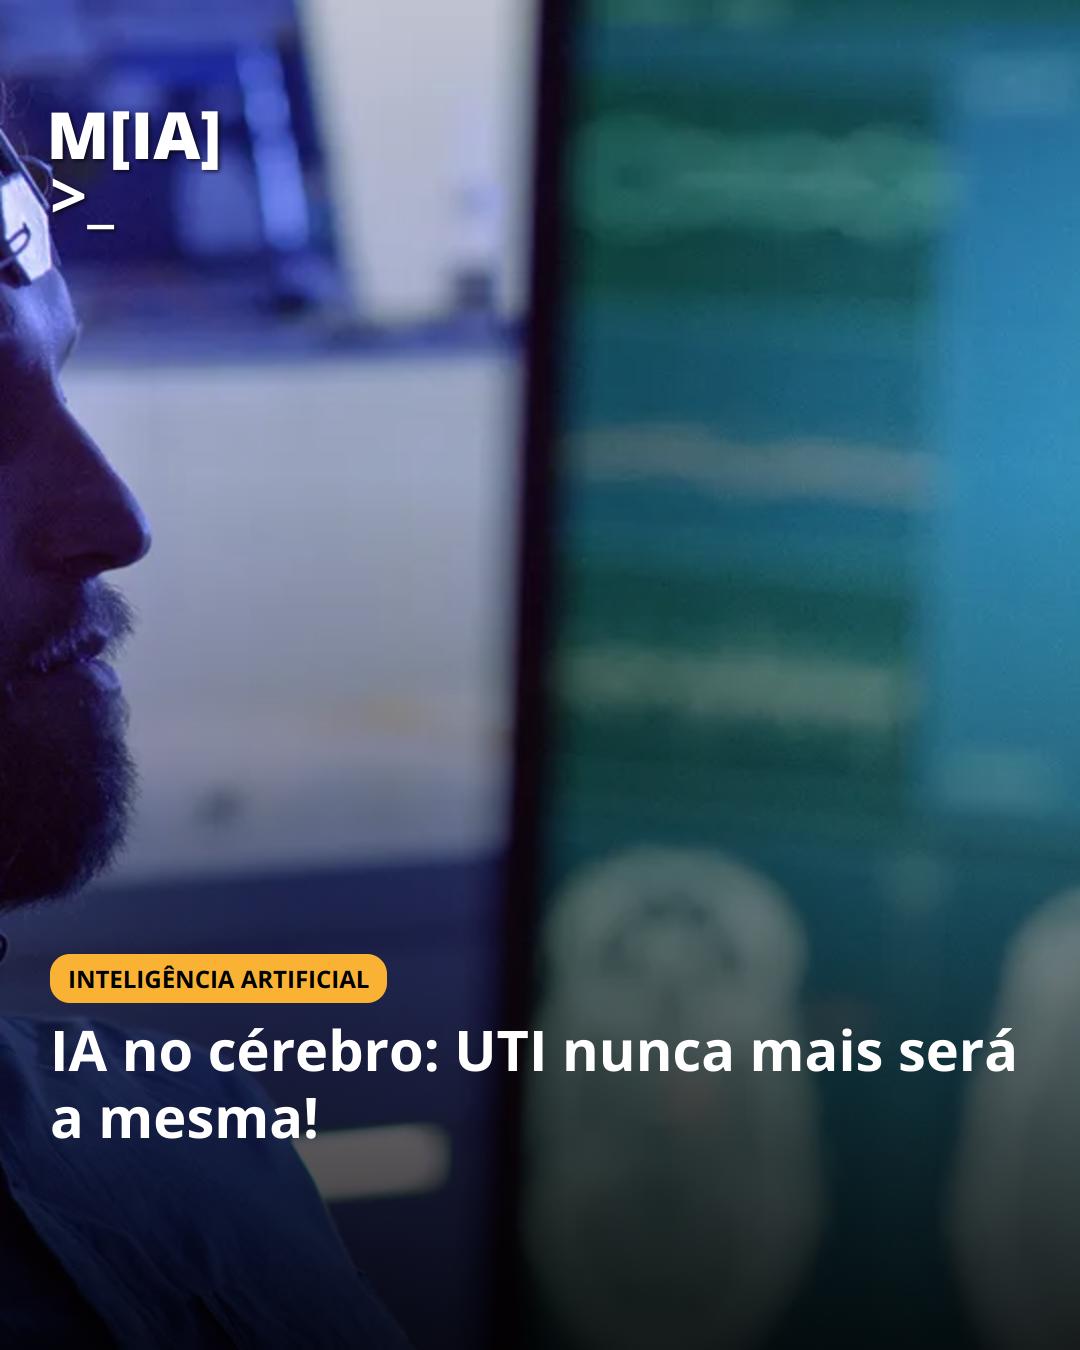 M[IA]
>_
INTELIGÊNCIA ARTIFICIAL
IA no cérebro: UTI nunca mais será
a mesma!